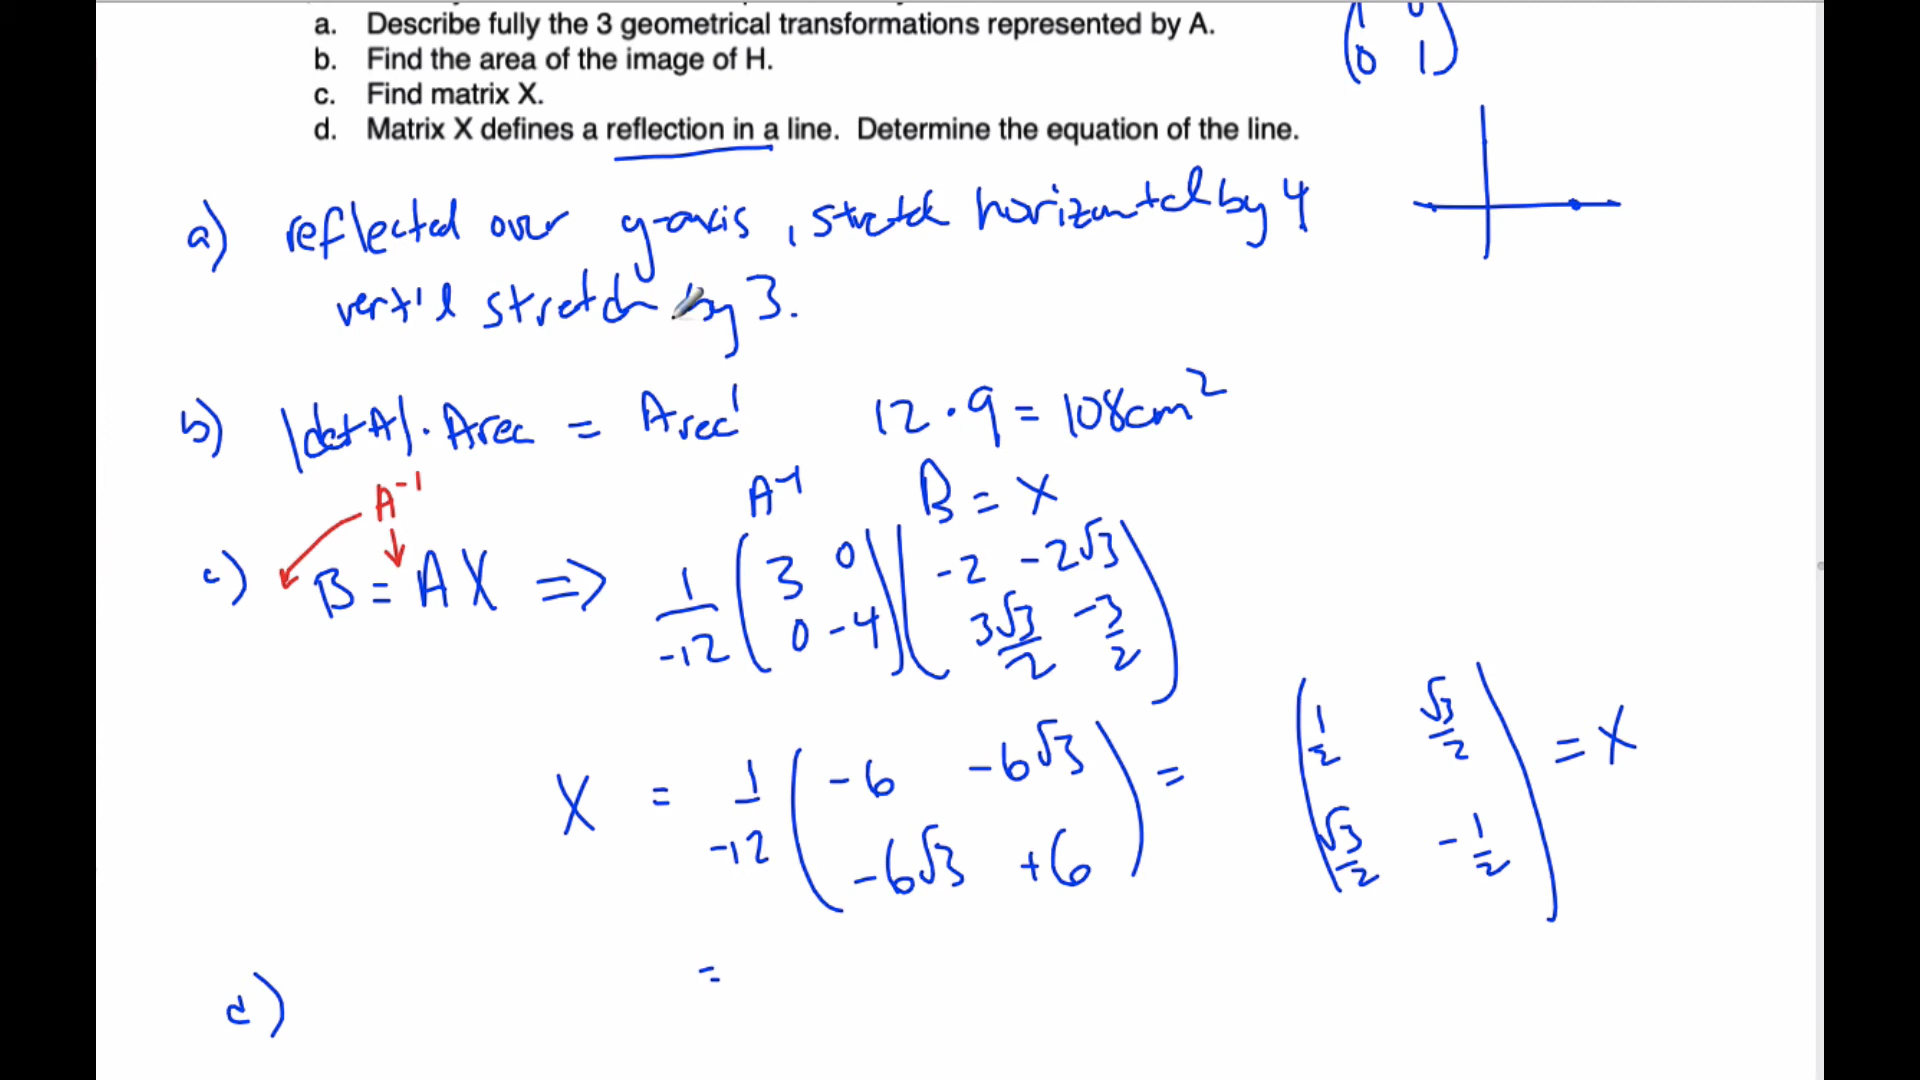 a. Describe fully the 3 geometrical transformations represented by A.
b. Find the area of the image of H.
c. Find matrix X.
d. Matrix X defines a reflection in a line. Determine the equation of the line.
0 1
a) reflected over y-axis, stretch horizontal by 4
vert'l stretch by 3.
b) |det A| · Area = Area' 12 · 9 = 108cm²
A⁻¹ A⁻¹ B = X
c) B = AX => 1/-12 (3 0 0 -4)(-2 -2√3 3√3/2 -3/2)
X = 1/-12 (-6 -6√3 -6√3 +6) = (1/2 √3/2 √3/2 -1/2) = X
=
d)